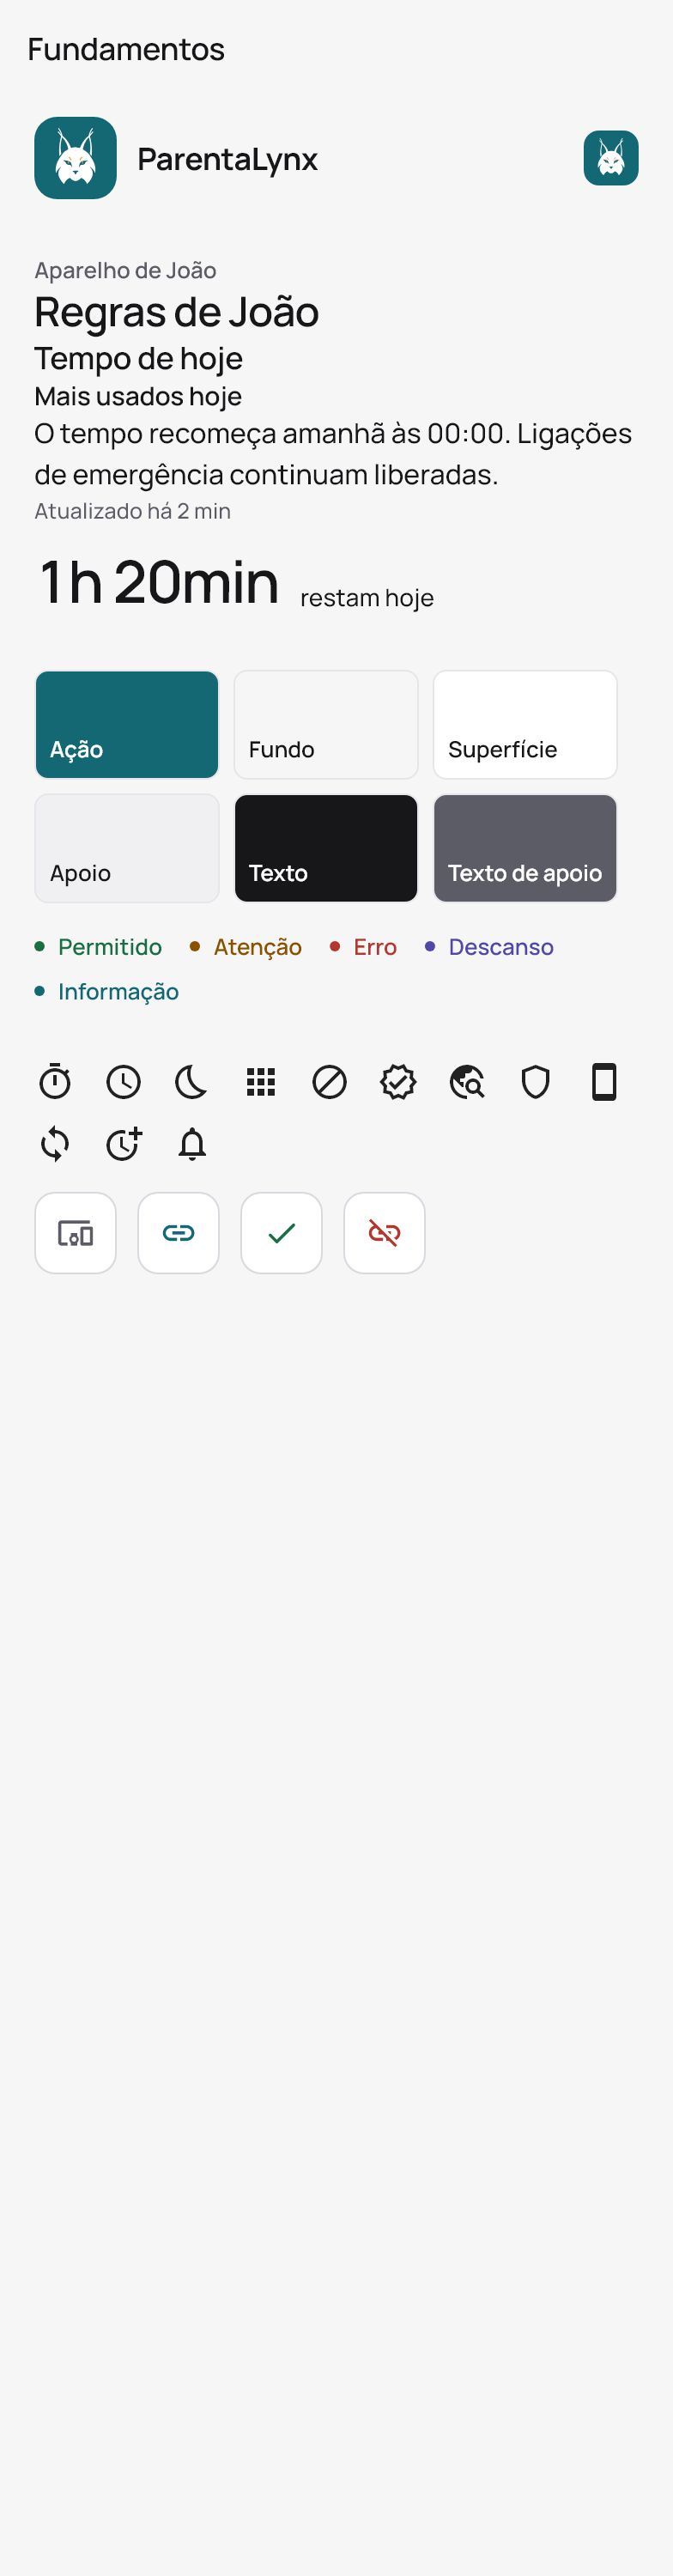 Fundamentos
ParentaLynx
Aparelho de João
Regras de João
Tempo de hoje
Mais usados hoje
O tempo recomeça amanhã às 00:00. Ligações
de emergência continuam liberadas.
Atualizado há 2 min
1h 20min restam hoje
Ação Fundo Superfície
Apoio Texto Texto de apoio
Permitido Atenção Erro Descanso
Informação